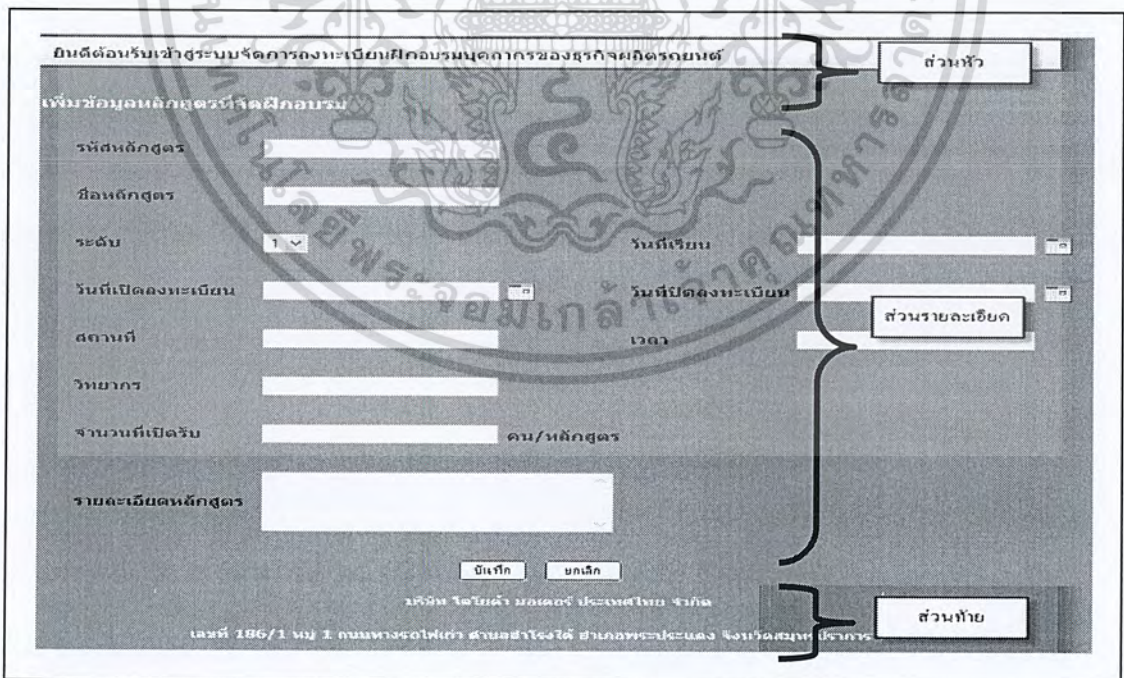 ยินดีต้อนรับเข้าสู่ระบบจัดการลงทะเบียนฝึกอบรมบุคลากรของธุรกิจผลิตรถยนต์
ส่วนหัว
เพิ่มข้อมูลหลักสูตรที่จัดฝึกอบรม
รหัสหลักสูตร
ชื่อหลักสูตร
ระดับ 1 วันที่เรียน
วันที่เปิดลงทะเบียน วันที่ปิดลงทะเบียน
ส่วนรายละเอียด
สถานที่ เวลา
วิทยากร
จำนวนที่เปิดรับ คน/หลักสูตร
รายละเอียดหลักสูตร
บันทึก ยกเลิก
บริษัท โตโยต้า มอเตอร์ ประเทศไทย จำกัด
ส่วนท้าย
เลขที่ 186/1 หมู่ 1 ถนนทางรถไฟเก่า ตำบลสำโรงใต้ อำเภอพระประแดง จังหวัดสมุทรปราการ